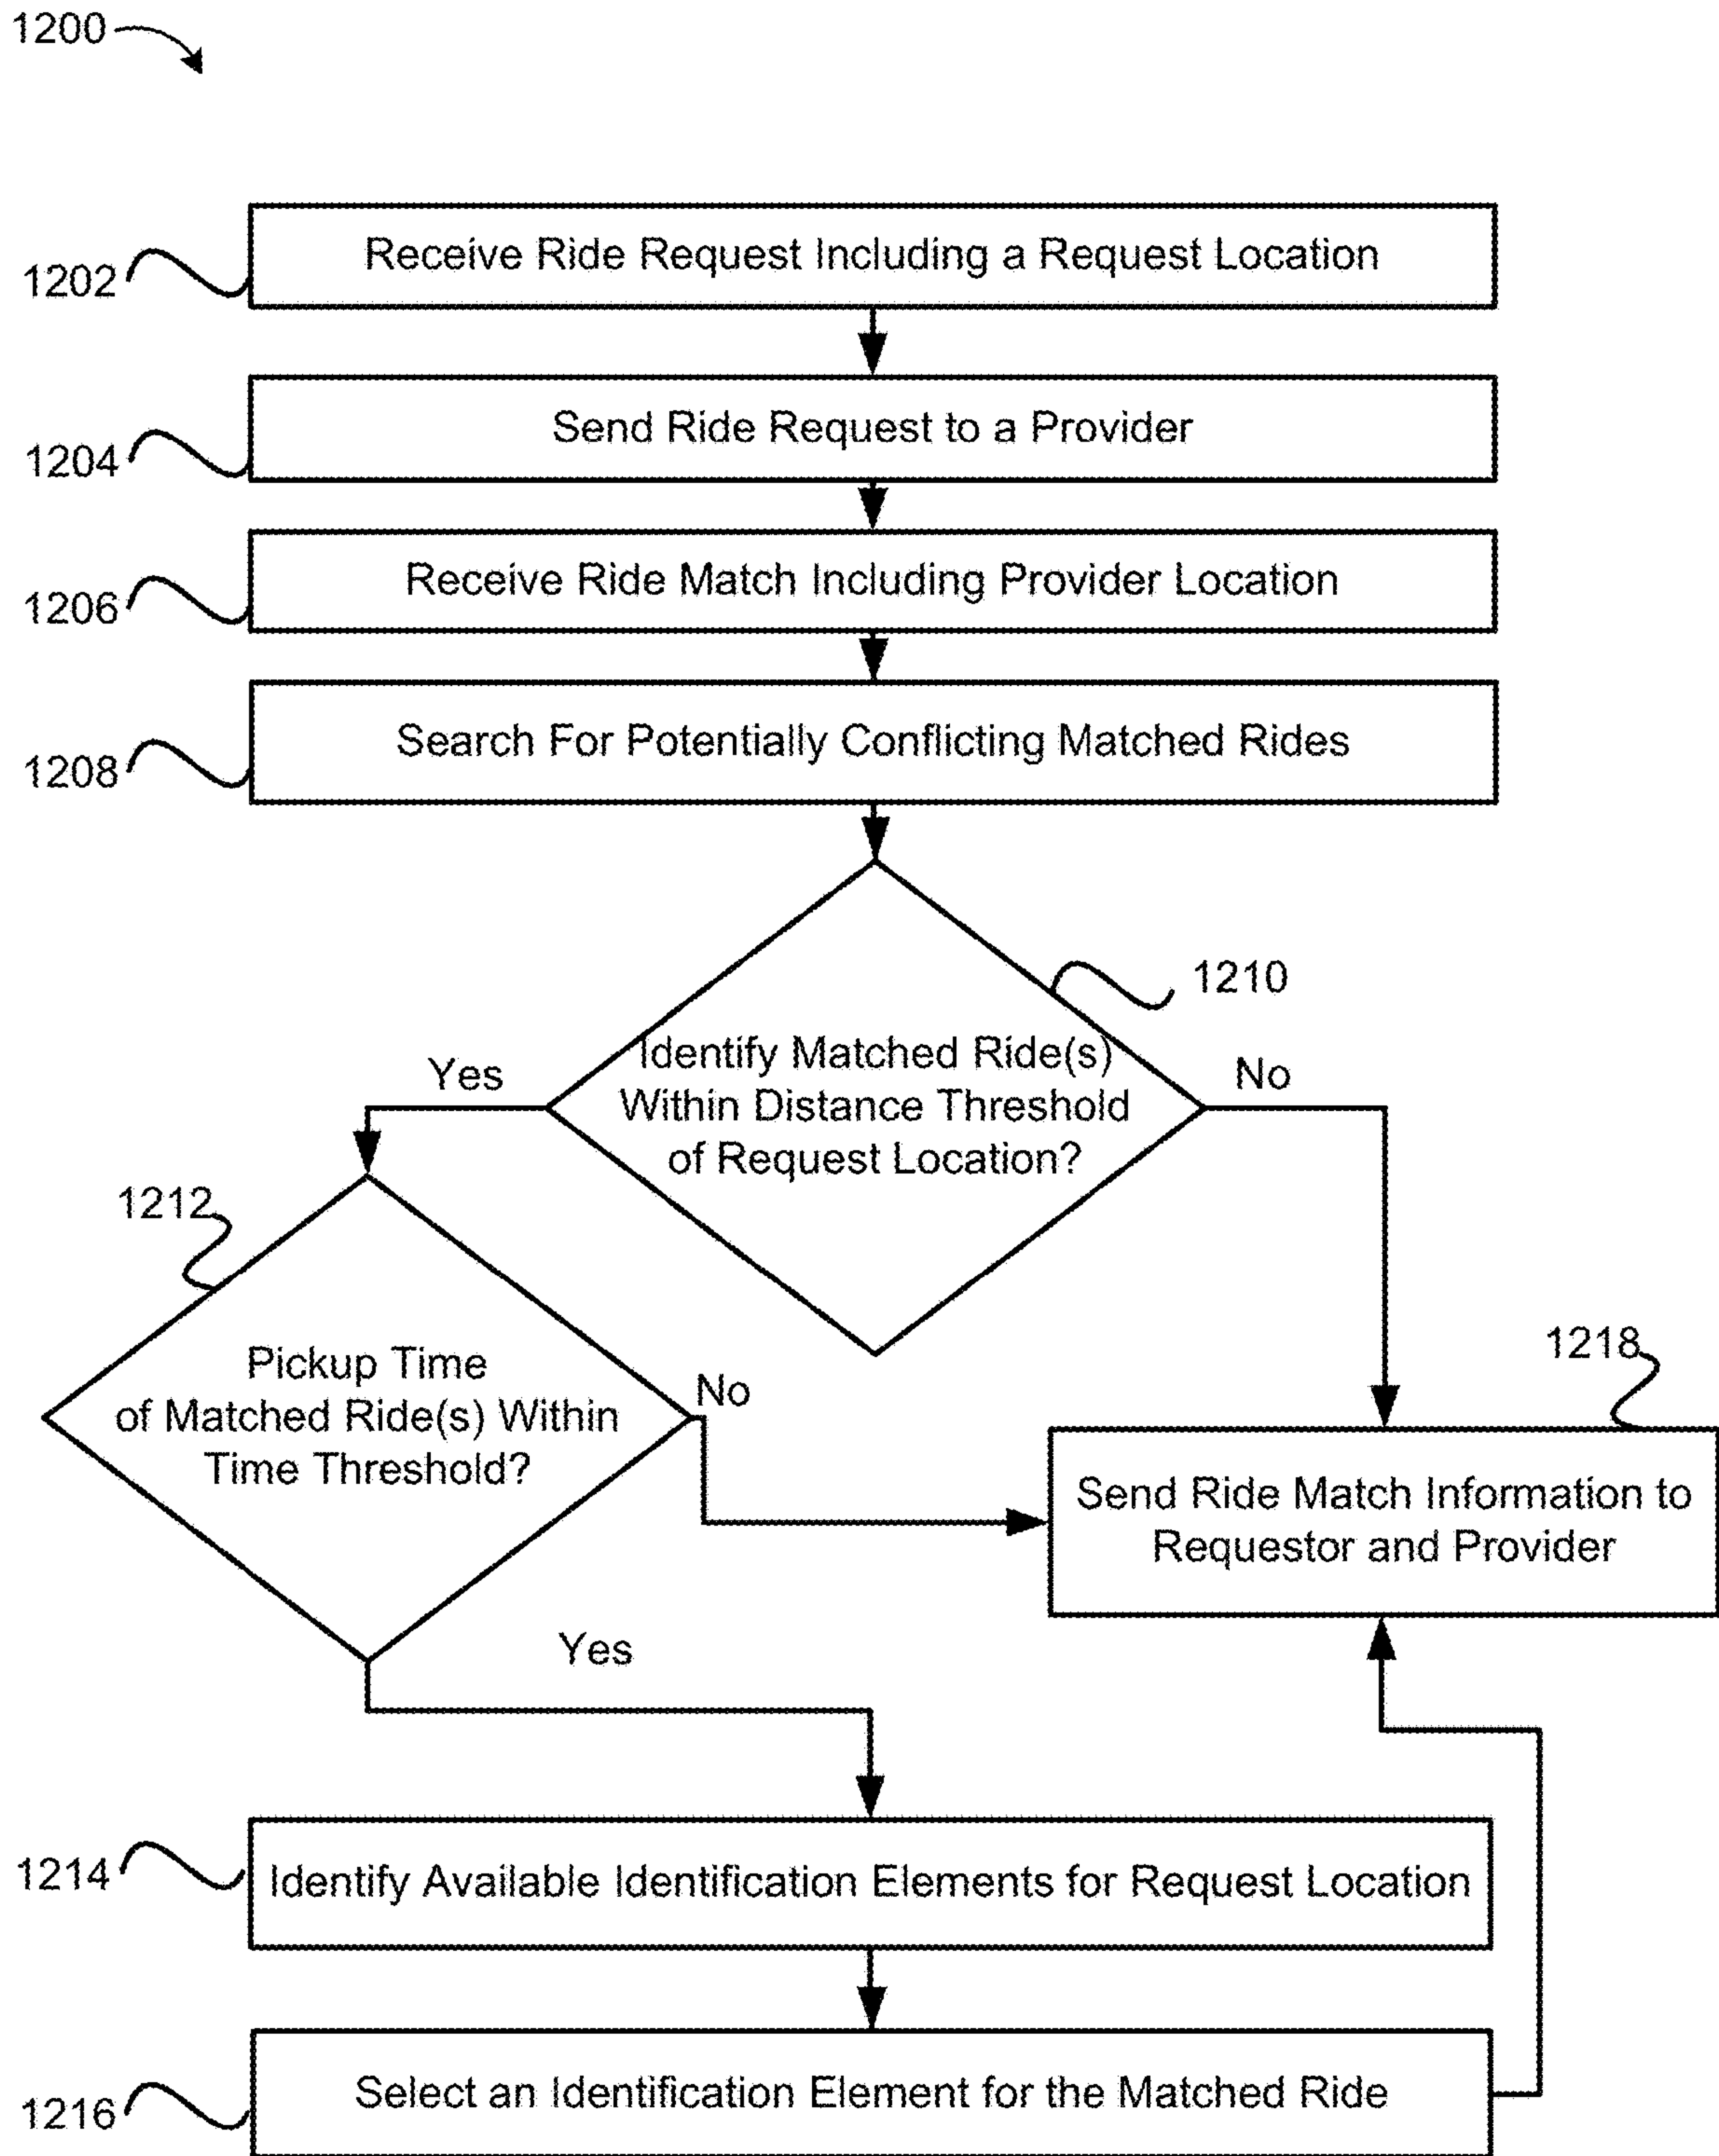 1200
Receive Ride Request Including a Request Location
1202
Send Ride Request to a Provider
1204
Receive Ride Match Including Provider Location
1206
Search For Potentially Conflicting Matched Rides
1208
1210
Identify Matched Ride(s)
Within Distance Threshold
of Request Location?
Yes
No
1212
Pickup Time
of Matched Ride(s) Within
Time Threshold?
No
Yes
1218
Send Ride Match Information to
Requestor and Provider
1214
Identify Available Identification Elements for Request Location
1216
Select an Identification Element for the Matched Ride